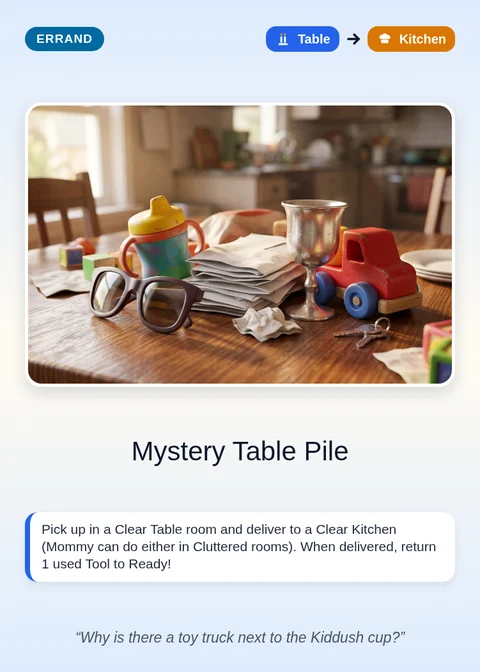 ERRAND
Table → Kitchen
Mystery Table Pile
Pick up in a Clear Table room and deliver to a Clear Kitchen
(Mommy can do either in Cluttered rooms). When delivered, return
1 used Tool to Ready!
“Why is there a toy truck next to the Kiddush cup?”